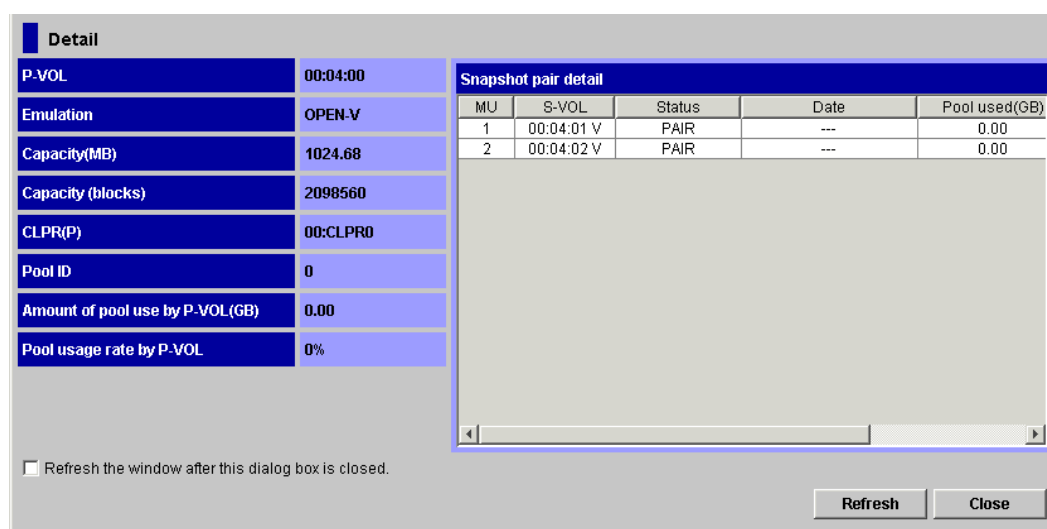 Detail
P-VOL 00:04:00
Emulation OPEN-V
Capacity(MB) 1024.68
Capacity (blocks) 2098560
CLPR(P) 00:CLPR0
Pool ID 0
Amount of pool use by P-VOL(GB) 0.00
Pool usage rate by P-VOL 0%
Snapshot pair detail
MU S-VOL Status Date Pool used(GB)
1 00:04:01 V PAIR --- 0.00
2 00:04:02 V PAIR --- 0.00
Refresh the window after this dialog box is closed.
Refresh Close